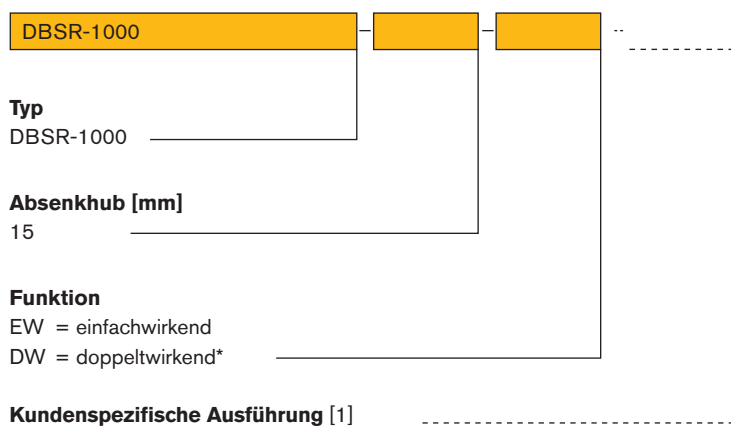 DBSR-1000
Typ
DBSR-1000
Absenkhub [mm]
15
Funktion
EW = einfachwirkend
DW = doppeltwirkend*
Kundenspezifische Ausführung [1]